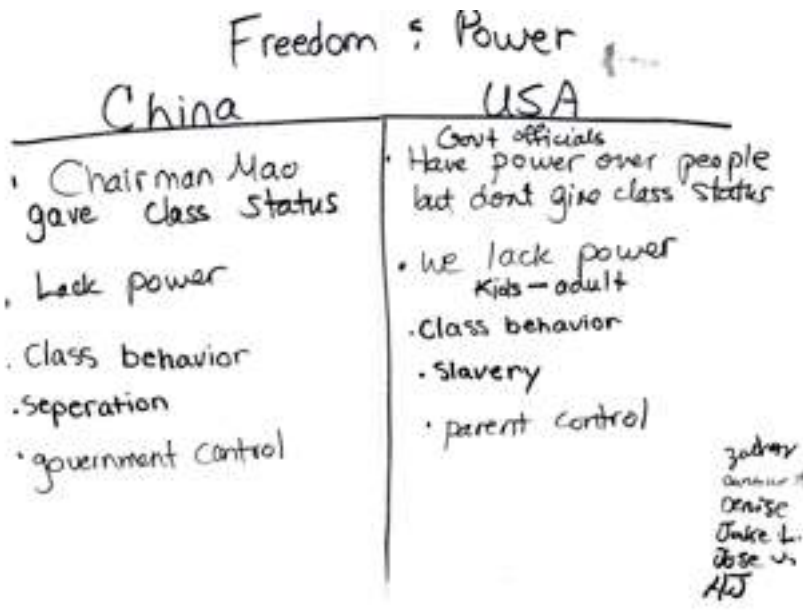 Freedom & Power
China
USA
· Chairman Mao
gave class status
· Lack power
· Class behavior
· seperation
· government control
Govt officials
· Have power over people
but dont give class status
· we lack power
Kids - adult
· Class behavior
· Slavery
· parent control
Denise
Jake L.
Jose V.
AJ